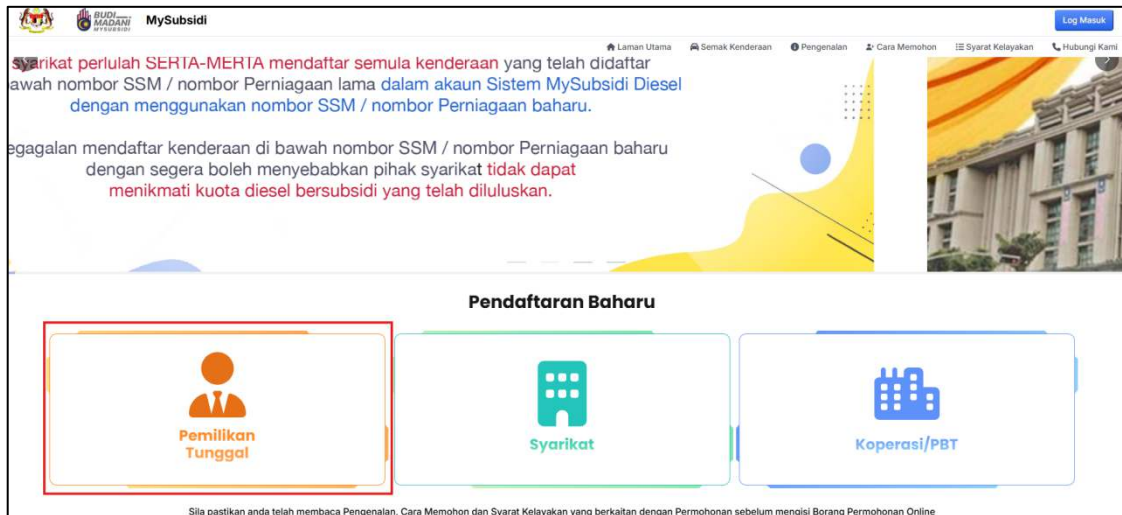 BUDI
MADANI
MYSUBSIDI
MySubsidi
Log Masuk
Laman Utama
Semak Kenderaan
Pengenalan
Cara Memohon
Syarat Kelayakan
Hubungi Kami
syarikat perlulah SERTA-MERTA mendaftar semula kenderaan yang telah didaftar
awah nombor SSM / nombor Perniagaan lama dalam akaun Sistem MySubsidi Diesel
dengan menggunakan nombor SSM / nombor Perniagaan baharu.
egagalan mendaftar kenderaan di bawah nombor SSM / nombor Perniagaan baharu
dengan segera boleh menyebabkan pihak syarikat tidak dapat
menikmati kuota diesel bersubsidi yang telah diluluskan.
Pendaftaran Baharu
Pemilikan
Tunggal
Syarikat
Koperasi/PBT
Sila pastikan anda telah membaca Pengenalan, Cara Memohon dan Syarat Kelayakan yang berkaitan dengan Permohonan sebelum mengisi Borang Permohonan Online